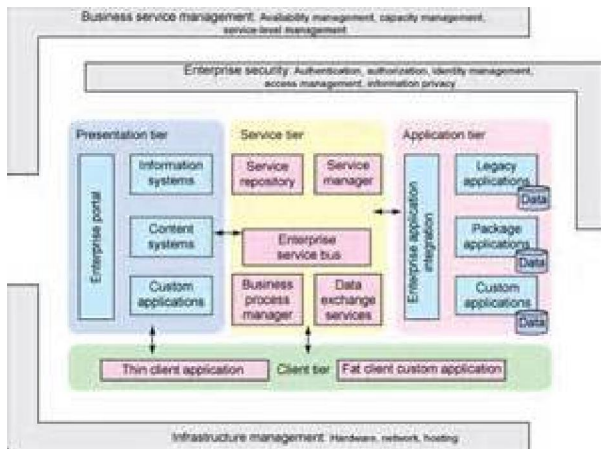 Business service management: Availability management, capacity management,
service-level management
Enterprise security: Authentication, authorization, identity management,
access management, information privacy
Presentation tier
Enterprise portal
Information
systems
Content
systems
Custom
applications
Service tier
Service
repository
Service
manager
Enterprise
service bus
Business
process
manager
Data
exchange
services
Application tier
Enterprise application
integration
Legacy
applications
Data
Package
applications
Data
Custom
applications
Data
Thin client application
Client tier
Fat client custom application
Infrastructure management: Hardware, network, hosting